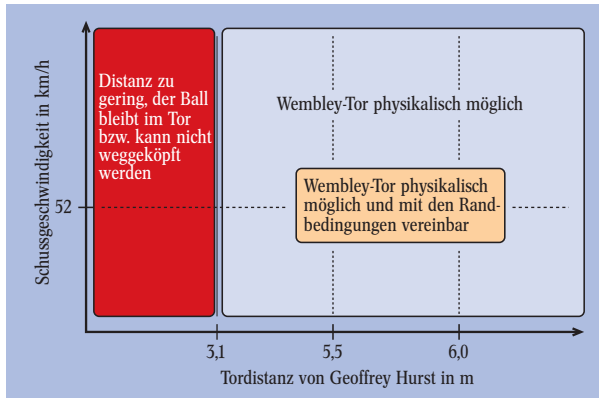 Schussgeschwindigkeit in km/h
Distanz zu
gering, der Ball
bleibt im Tor
bzw. kann nicht
weggeköpft
werden
Wembley-Tor physikalisch möglich
Wembley-Tor physikalisch
möglich und mit den Rand-
bedingungen vereinbar
52
3,1
5,5
6,0
Tordistanz von Geoffrey Hurst in m